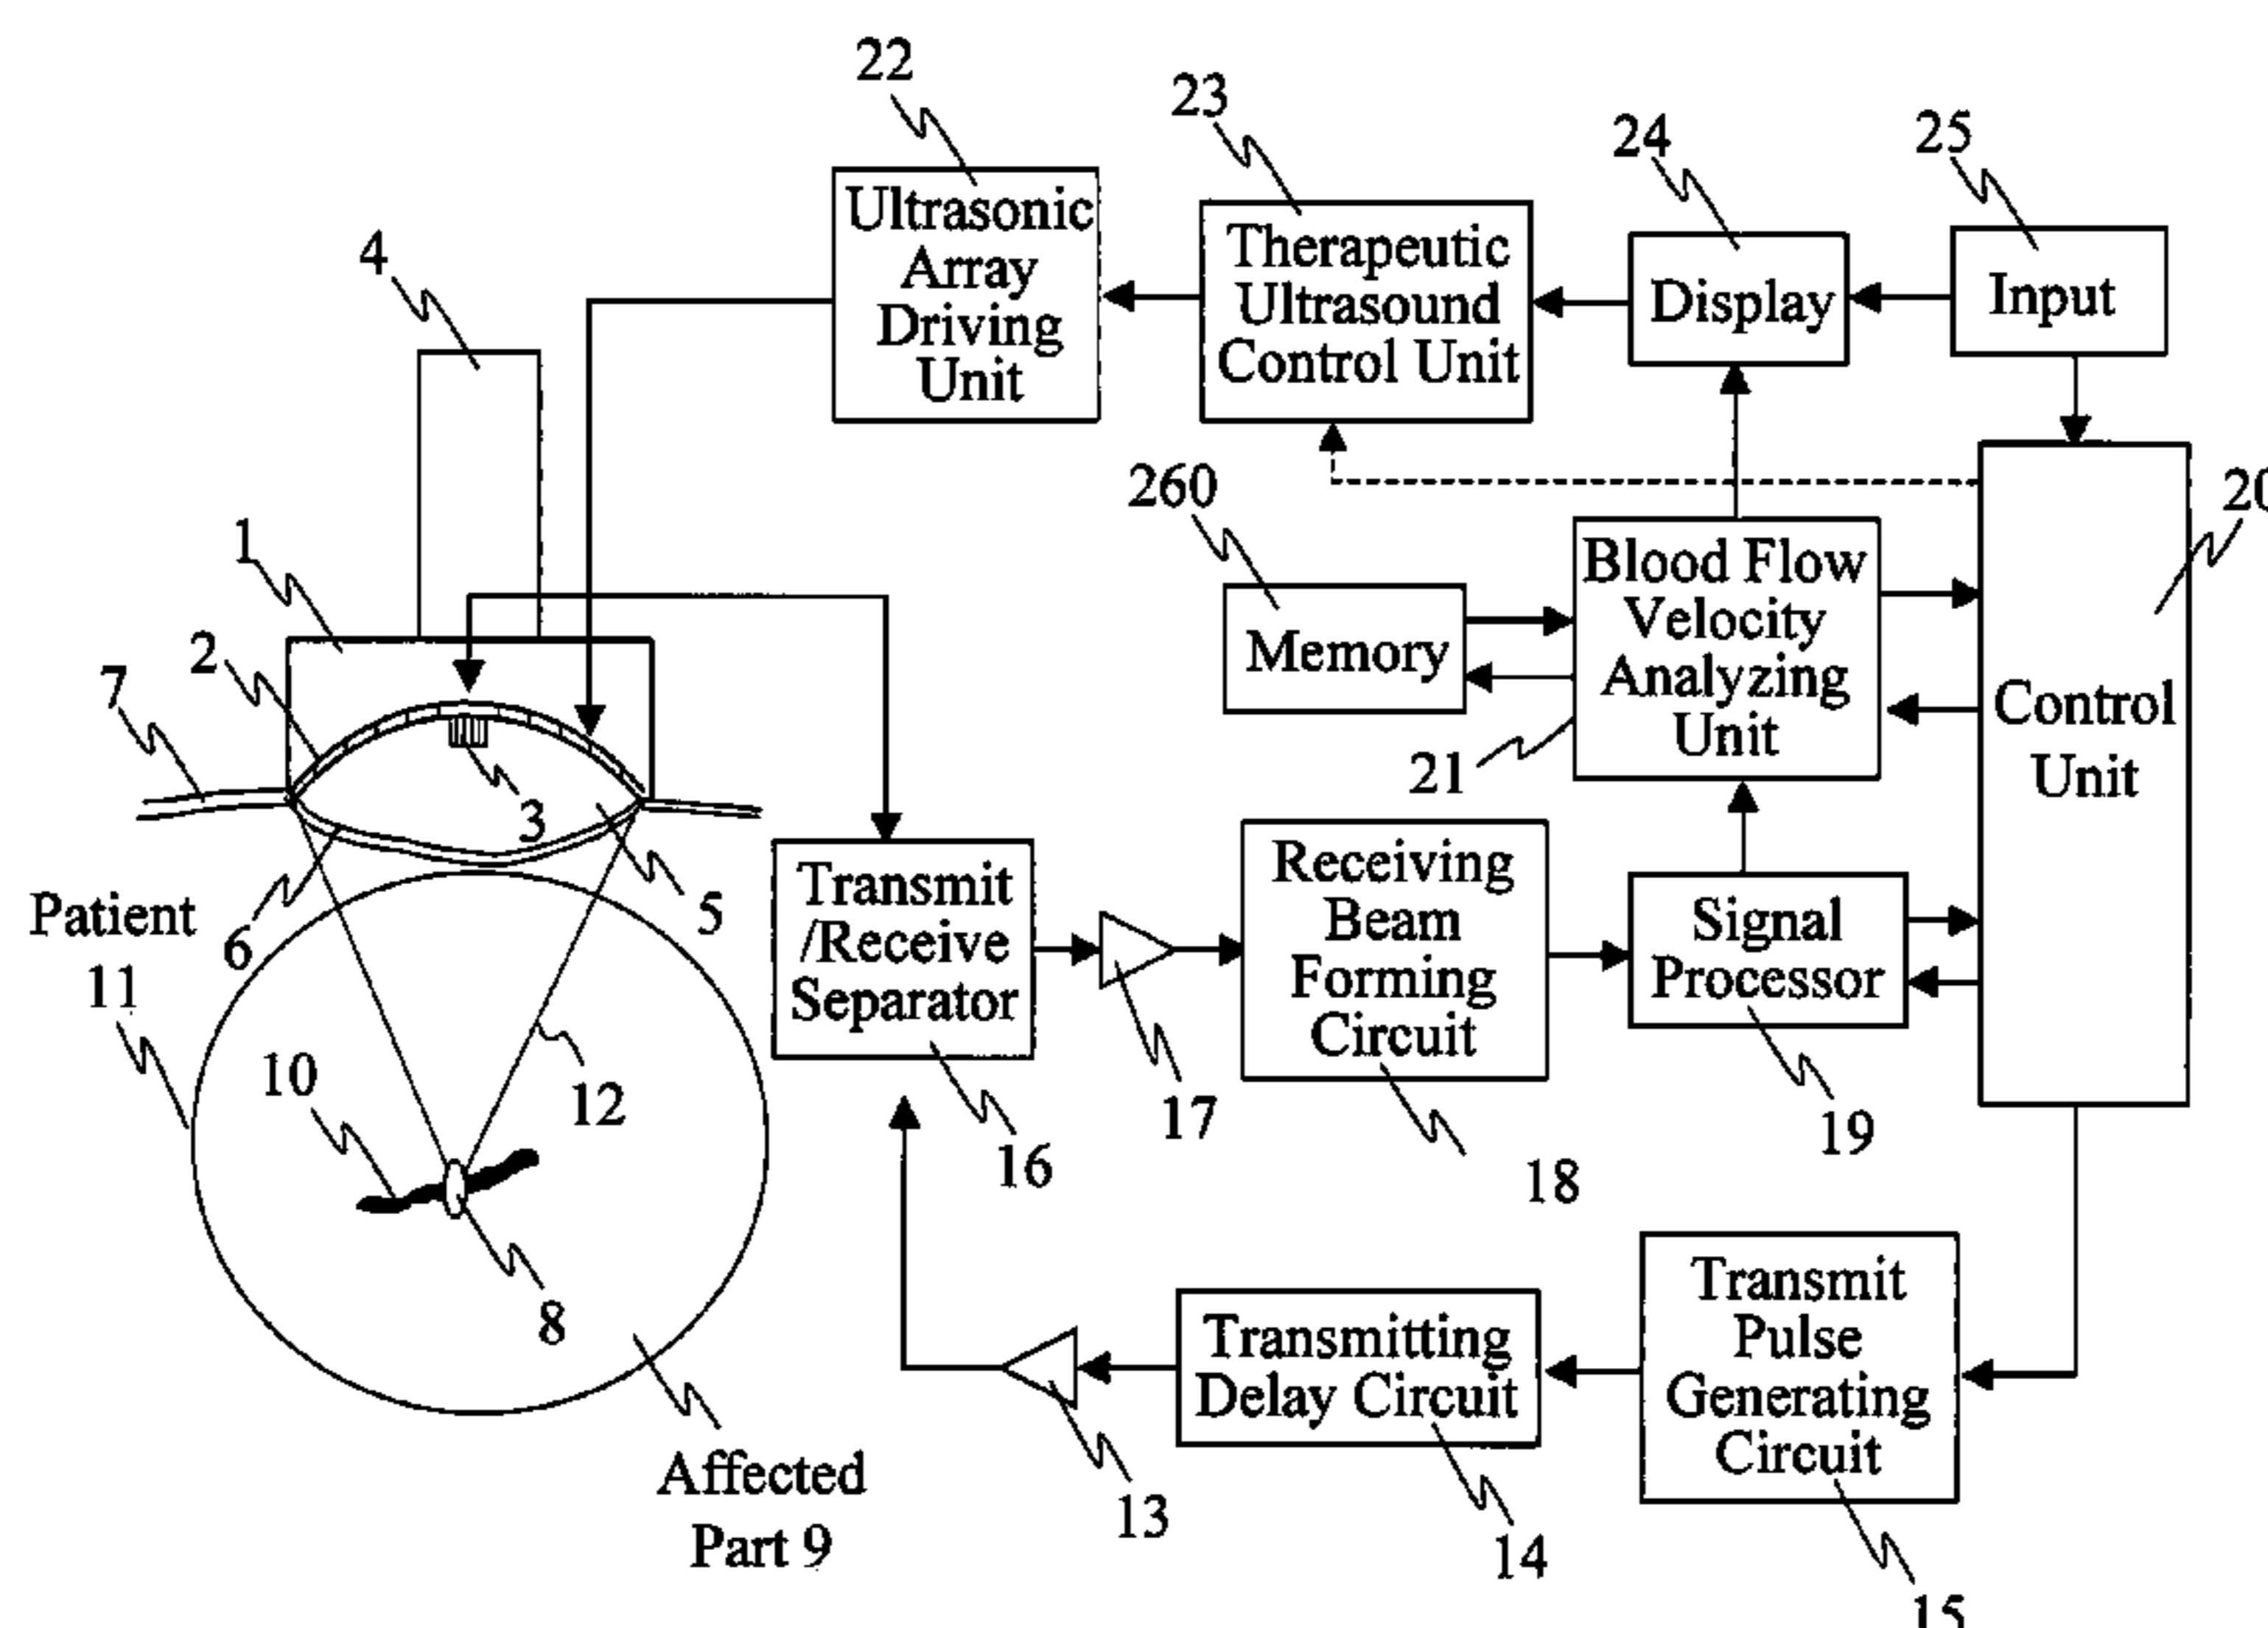 22
23
24
25
Ultrasonic
Array
Driving
Unit
Therapeutic
Ultrasound
Control Unit
Display
Input
4
260
20
1
2
7
Memory
Blood Flow
Velocity
Analyzing
Unit
Control
Unit
21
3
Patient
11
6
5
Transmit
/Receive
Separator
Receiving
Beam
Forming
Circuit
Signal
Processor
10
12
16
17
18
19
8
Transmitting
Delay Circuit
Transmit
Pulse
Generating
Circuit
Affected
Part 9
13
14
15